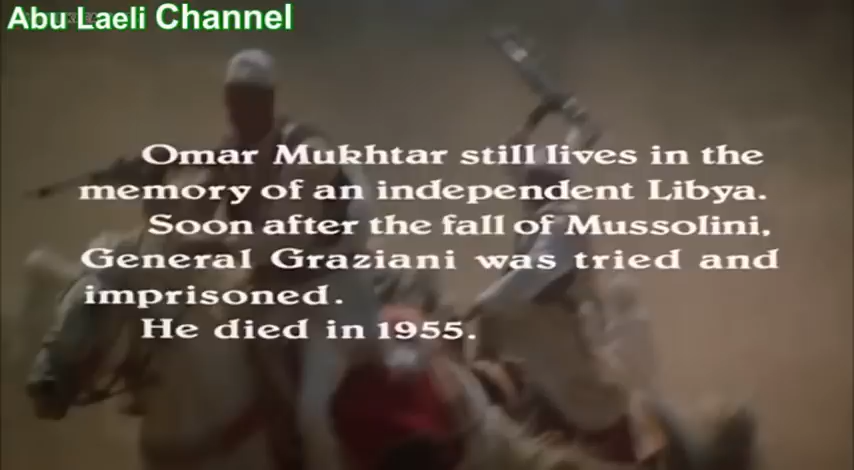 Abu Laeli Channel
Omar Mukhtar still lives in the
memory of an independent Libya.
Soon after the fall of Mussolini,
General Graziani was tried and
imprisoned.
He died in 1955.